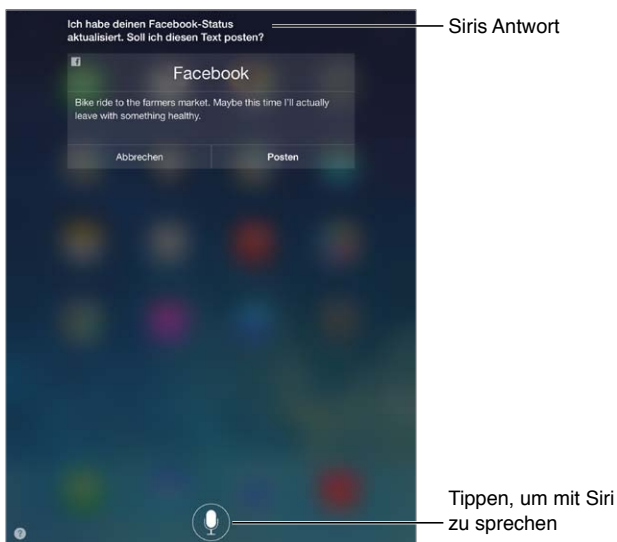 Ich habe deinen Facebook-Status
aktualisiert. Soll ich diesen Text posten?
Siris Antwort
f
Facebook
Bike ride to the farmers market. Maybe this time I'll actually
leave with something healthy.
Abbrechen Posten
Tippen, um mit Siri
zu sprechen
?